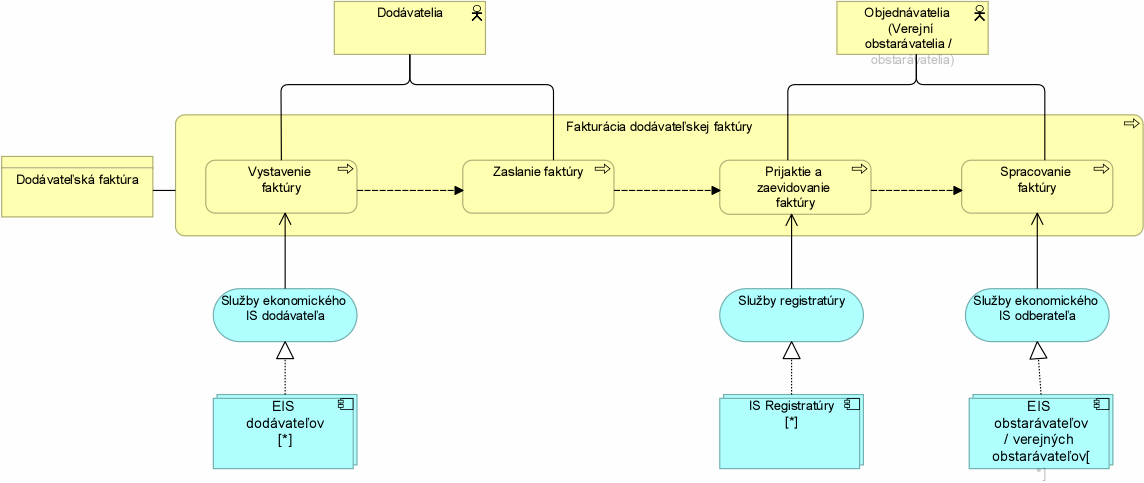 Dodávatelia
Objednávatelia
(Verejní
obstarávatelia /
obstarávatelia)
Fakturácia dodávateľskej faktúry
Dodávateľská faktúra
Vystavenie
faktúry
Zaslanie faktúry
Prijaktie a
zaevidovanie
faktúry
Spracovanie
faktúry
Služby ekonomického
IS dodávateľa
Služby registratúry
Služby ekonomického
IS odberateľa
EIS
dodávateľov
[*]
IS Registratúry
[*]
EIS
obstarávateľov
/ verejných
obstarávateľov[
*]